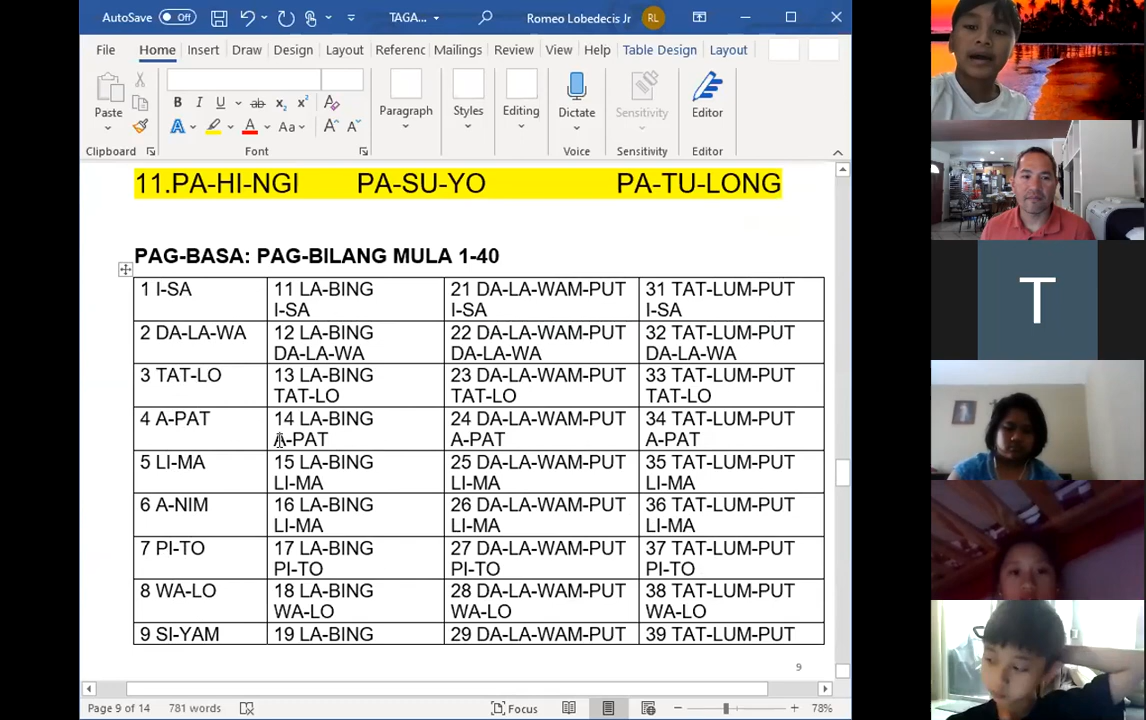 AutoSave Off TAGA... Romeo Lobedecis Jr RL
File Home Insert Draw Design Layout Referenc Mailings Review View Help Table Design Layout
Paste B I U ab x₂ x² A Aa A A Paragraph Styles Editing Dictate Sensitivity Editor
Clipboard Font Voice Sensitivity Editor
11.PA-HI-NGI PA-SU-YO PA-TU-LONG
PAG-BASA: PAG-BILANG MULA 1-40
1 I-SA 11 LA-BING 21 DA-LA-WAM-PUT 31 TAT-LUM-PUT
I-SA I-SA I-SA
2 DA-LA-WA 12 LA-BING 22 DA-LA-WAM-PUT 32 TAT-LUM-PUT
DA-LA-WA DA-LA-WA DA-LA-WA
3 TAT-LO 13 LA-BING 23 DA-LA-WAM-PUT 33 TAT-LUM-PUT
TAT-LO TAT-LO TAT-LO
4 A-PAT 14 LA-BING 24 DA-LA-WAM-PUT 34 TAT-LUM-PUT
A-PAT A-PAT A-PAT
5 LI-MA 15 LA-BING 25 DA-LA-WAM-PUT 35 TAT-LUM-PUT
LI-MA LI-MA LI-MA
6 A-NIM 16 LA-BING 26 DA-LA-WAM-PUT 36 TAT-LUM-PUT
LI-MA LI-MA LI-MA
7 PI-TO 17 LA-BING 27 DA-LA-WAM-PUT 37 TAT-LUM-PUT
PI-TO PI-TO PI-TO
8 WA-LO 18 LA-BING 28 DA-LA-WAM-PUT 38 TAT-LUM-PUT
WA-LO WA-LO WA-LO
9 SI-YAM 19 LA-BING 29 DA-LA-WAM-PUT 39 TAT-LUM-PUT
9
Page 9 of 14 781 words Focus 78%
T